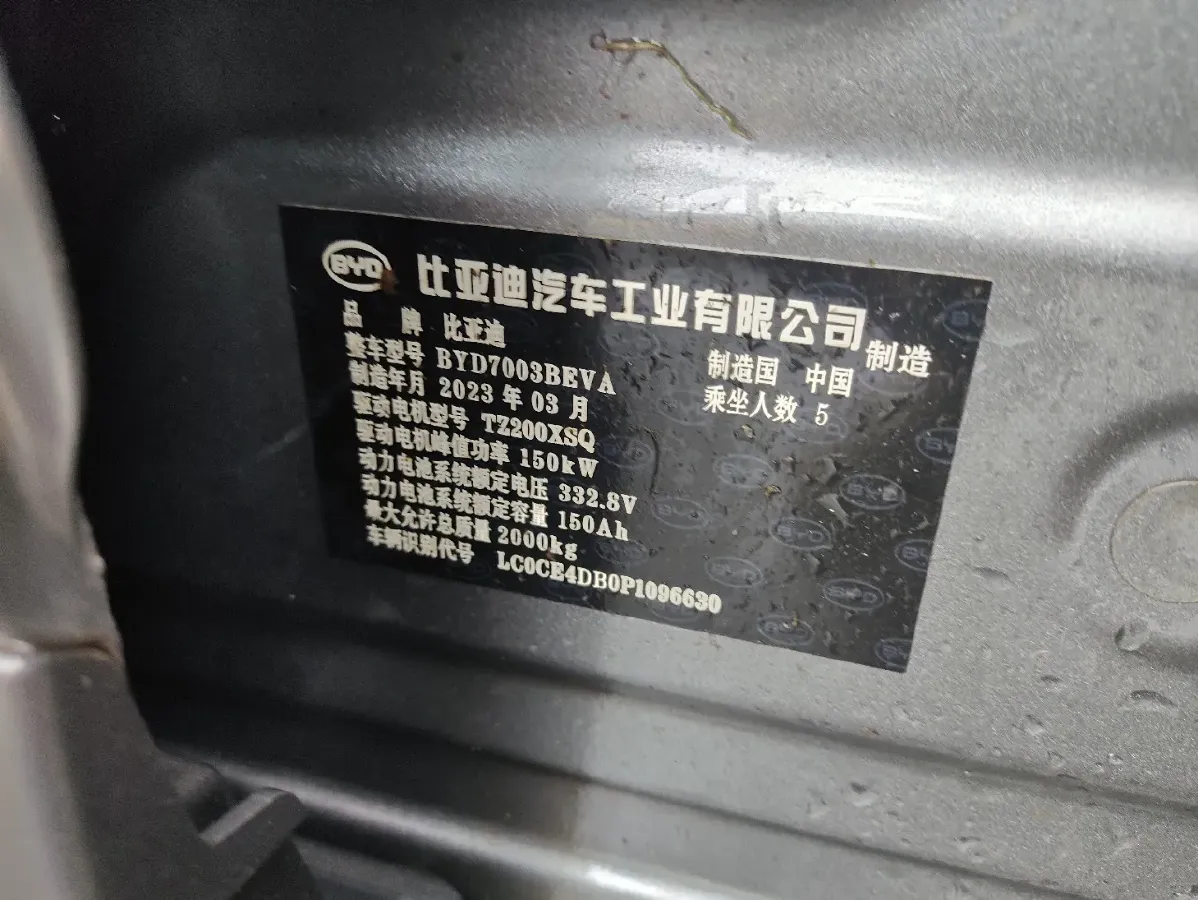 BYD 比亚迪汽车工业有限公司 制造
品 牌 比亚迪
整车型号 BYD7003BEVA 制造国 中国
制造年月 2023 年 03 月 乘坐人数 5
驱动电机型号 TZ200XSQ
驱动电机峰值功率 150kW
动力电池系统额定电压 332.8V
动力电池系统额定容量 150Ah
最大允许总质量 2000kg
车辆识别代号 LC0CE4DB0P1096630